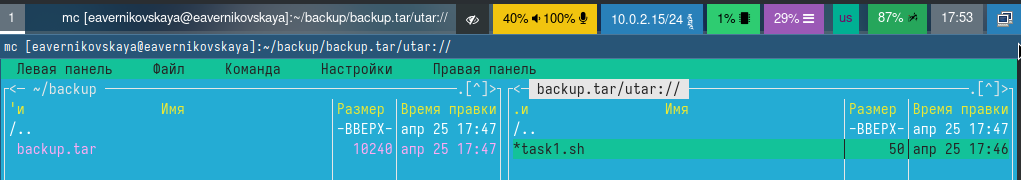 1 mc [eavernikovskaya@eavernikovskaya]:~/backup/backup.tar/utar:// 40% 100% 10.0.2.15/24 1% 29% us 87% 17:53
mc [eavernikovskaya@eavernikovskaya]:~/backup/backup.tar/utar://
Левая панель Файл Команда Настройки Правая панель
<─ ~/backup .[^]> <─ backup.tar/utar:// .[^]>
'и Имя Размер Время правки .и Имя Размер Время правки
/.. -ВВЕРХ- апр 25 17:47 /.. -ВВЕРХ- апр 25 17:47
backup.tar 10240 апр 25 17:47 *task1.sh 50 апр 25 17:46